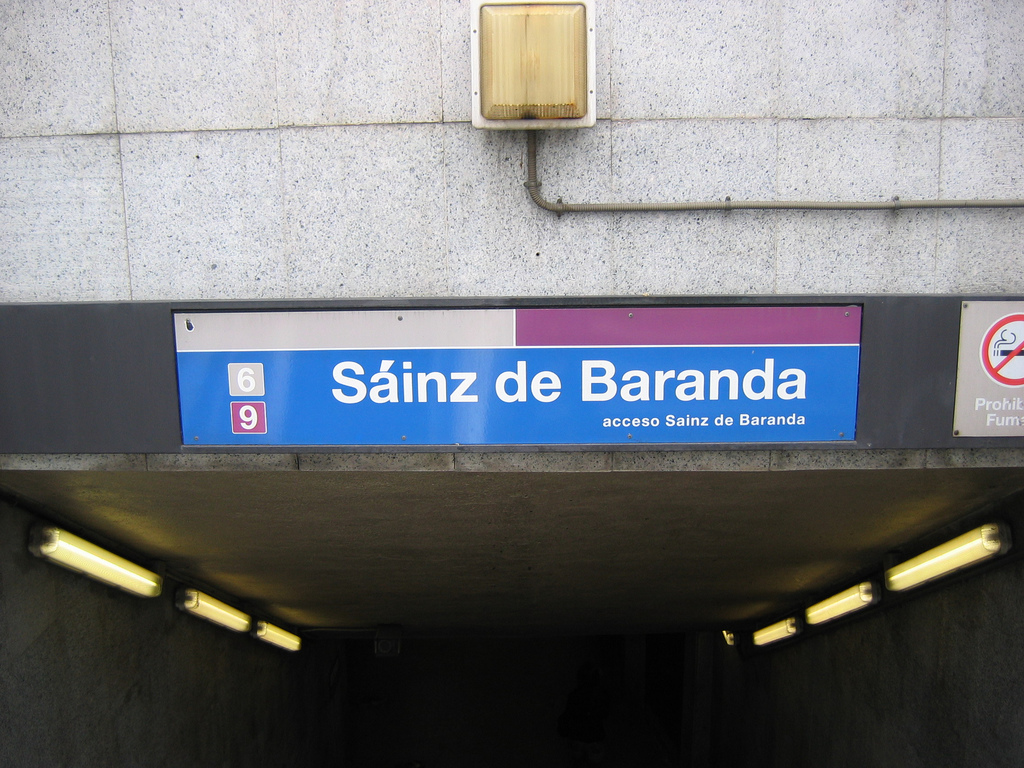 6
9
Sáinz de Baranda
acceso Sainz de Baranda